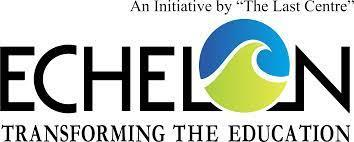 An Initiative by “The Last Centre”
ECHELON
TRANSFORMING THE EDUCATION